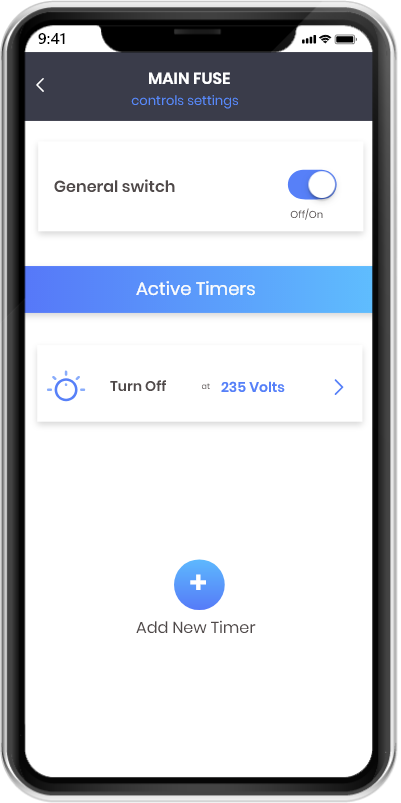 9:41
MAIN FUSE
controls settings
General switch
Off/On
Active Timers
Turn Off at 235 Volts
+
Add New Timer